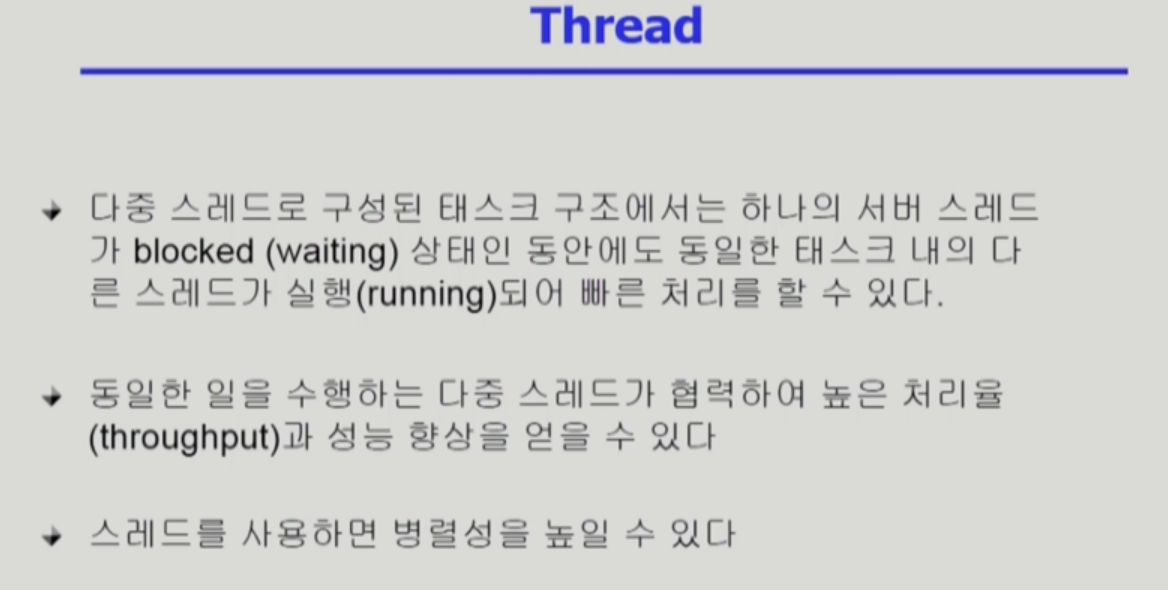 Thread
다중 스레드로 구성된 태스크 구조에서는 하나의 서버 스레드
가 blocked (waiting) 상태인 동안에도 동일한 태스크 내의 다
른 스레드가 실행(running)되어 빠른 처리를 할 수 있다.
동일한 일을 수행하는 다중 스레드가 협력하여 높은 처리율
(throughput)과 성능 향상을 얻을 수 있다
스레드를 사용하면 병렬성을 높일 수 있다